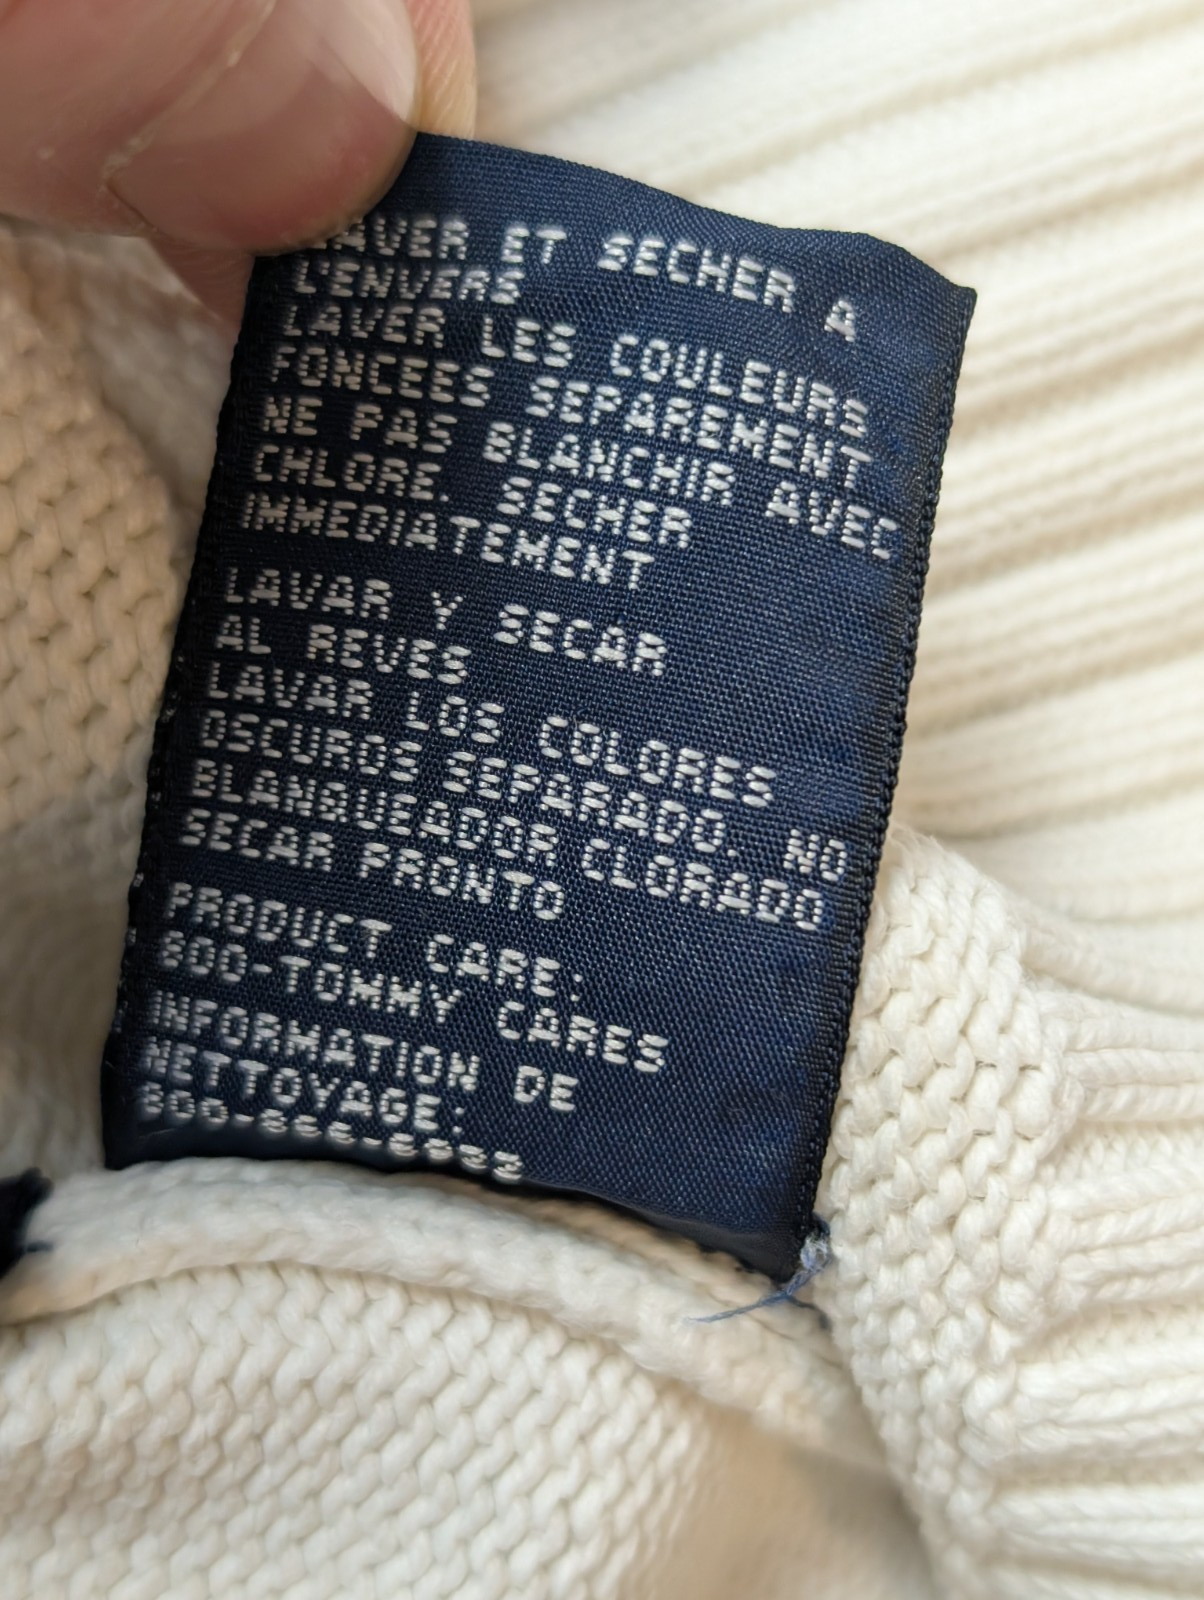 LAVER ET SECHER A
L'ENVERS
LAVER LES COULEURS
FONCEES SEPAREMENT
NE PAS BLANCHIR AVEC
CHLORE. SECHER
IMMEDIATEMENT
LAVAR Y SECAR
AL REVES
LAVAR LOS COLORES
OSCUROS SEPARADO. NO
BLANQUEADOR CLORADO
SECAR PRONTO
PRODUCT CARE:
800-TOMMY CARES
INFORMATION DE
NETTOYAGE: